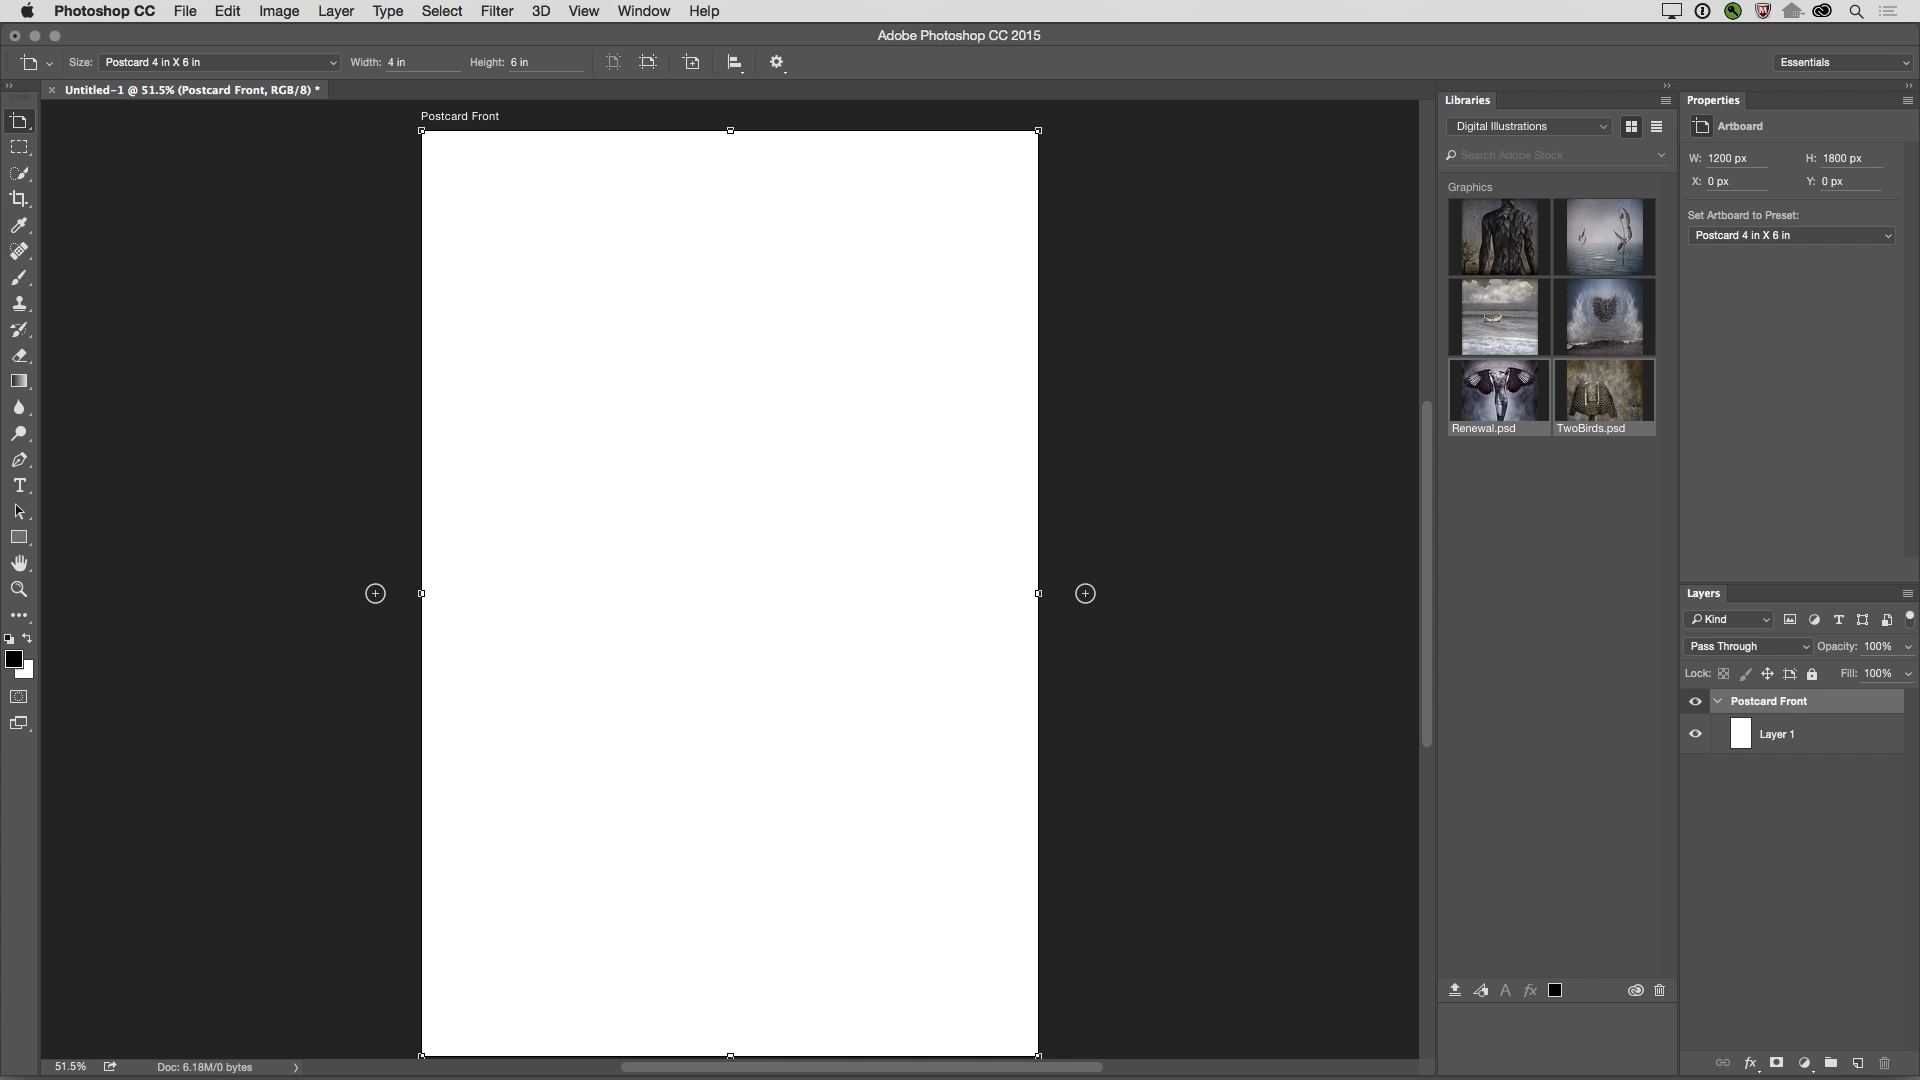 Photoshop CC File Edit Image Layer Type Select Filter 3D View Window Help
Adobe Photoshop CC 2015
Size: Postcard 4 in X 6 in Width: 4 in Height: 6 in Essentials
Untitled-1 @ 51.5% (Postcard Front, RGB/8) *
Postcard Front
Libraries
Digital Illustrations
Search Adobe Stock
Graphics
Renewal.psd TwoBirds.psd
Properties
Artboard
W: 1200 px H: 1800 px
X: 0 px Y: 0 px
Set Artboard to Preset:
Postcard 4 in X 6 in
Layers
Kind
Pass Through Opacity: 100%
Lock: Fill: 100%
Postcard Front
Layer 1
51.5% Doc: 6.18M/0 bytes